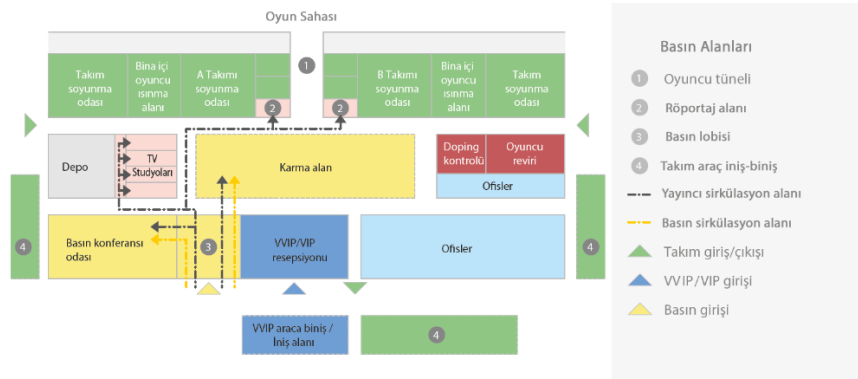 Oyun Sahası
1
Takım
soyunma
odası
Bina içi
oyuncu
ısınma
alanı
A Takımı
soyunma
odası
2
2
B Takımı
soyunma
odası
Bina içi
oyuncu
ısınma
alanı
Takım
soyunma
odası
Depo
TV
Studyoları
Karma alan
Doping
kontrolü
Oyuncu
reviri
Ofisler
4
Basın konferansı
odası
3
VVIP/VIP
resepsiyonu
Ofisler
4
VVIP araca biniş /
İniş alanı
4
Basın Alanları
1 Oyuncu tüneli
2 Röportaj alanı
3 Basın lobisi
4 Takım araç iniş-biniş
Yayıncı sirkülasyon alanı
Basın sirkülasyon alanı
Takım giriş/çıkışı
VVIP/VIP girişi
Basın girişi